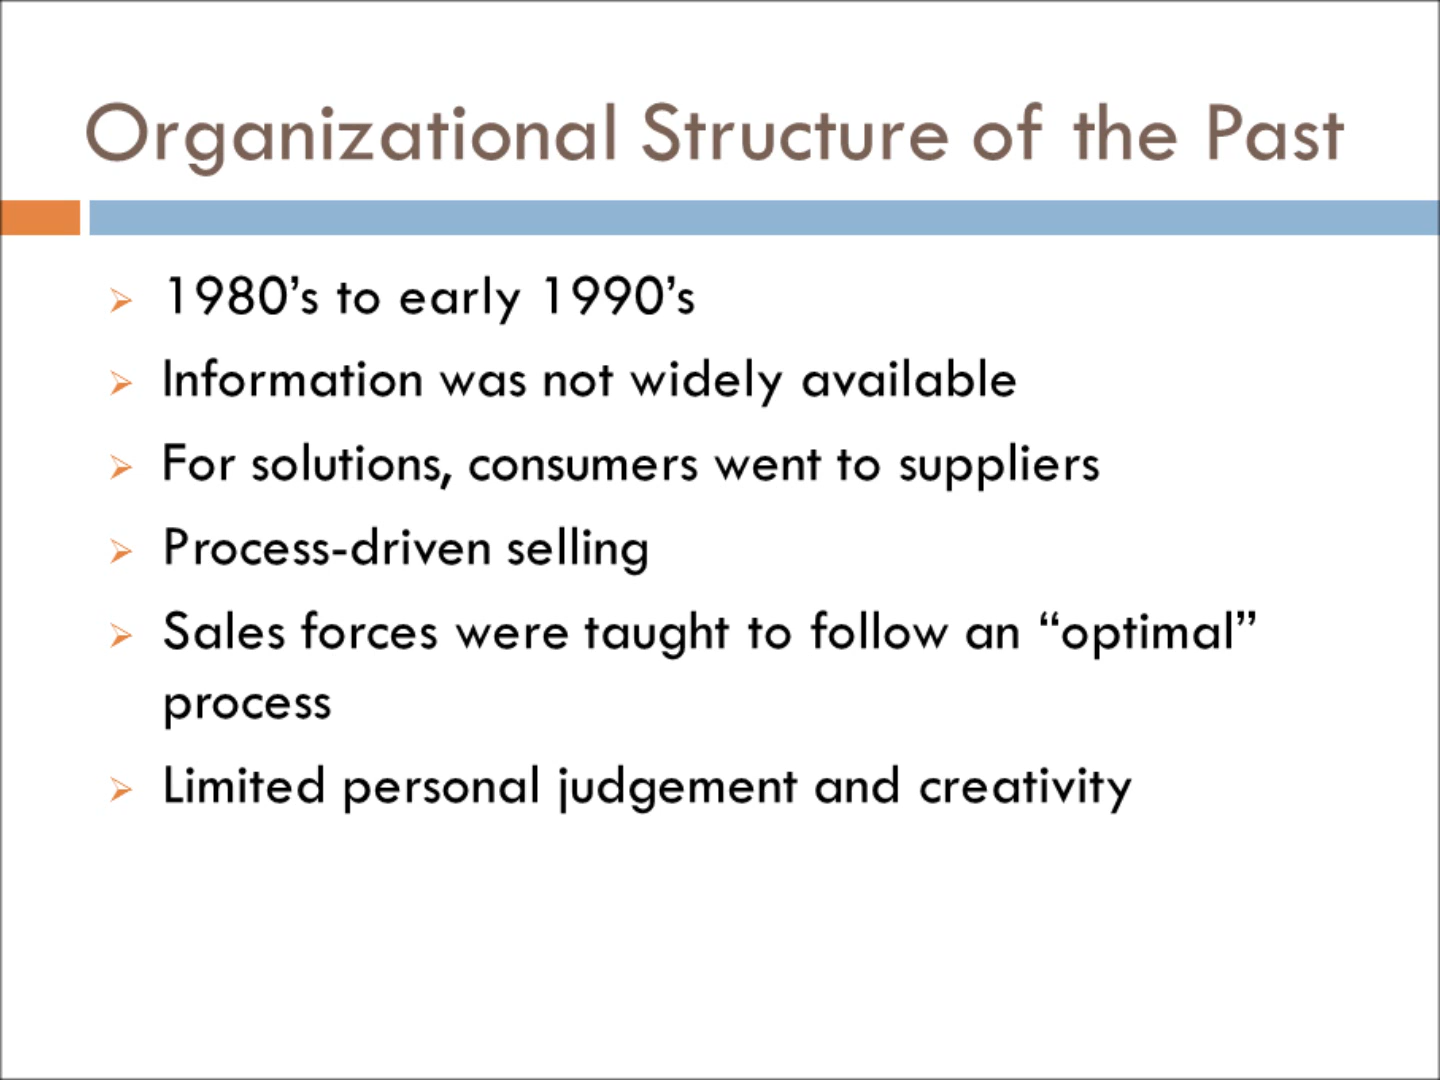 Organizational Structure of the Past
1980’s to early 1990’s
Information was not widely available
For solutions, consumers went to suppliers
Process-driven selling
Sales forces were taught to follow an “optimal”
process
Limited personal judgement and creativity